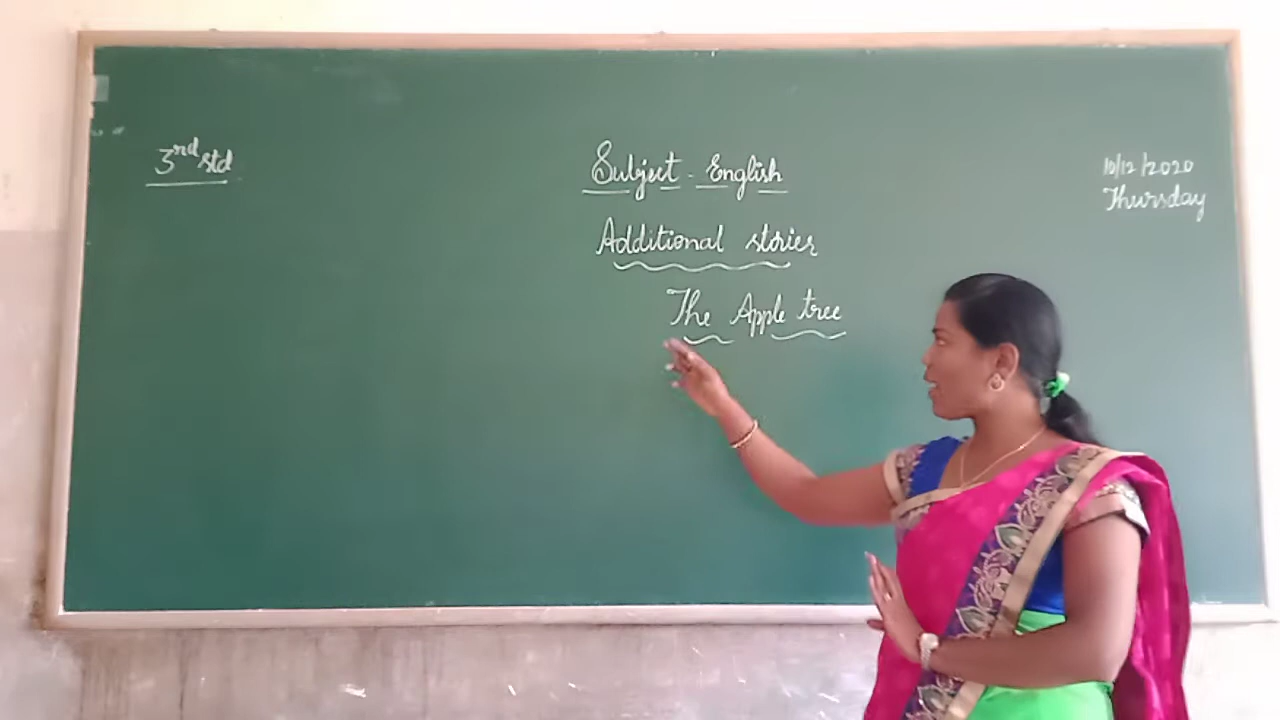 3rd std
Subject - English
10/12/2020
Thursday
Additional stories
The Apple tree